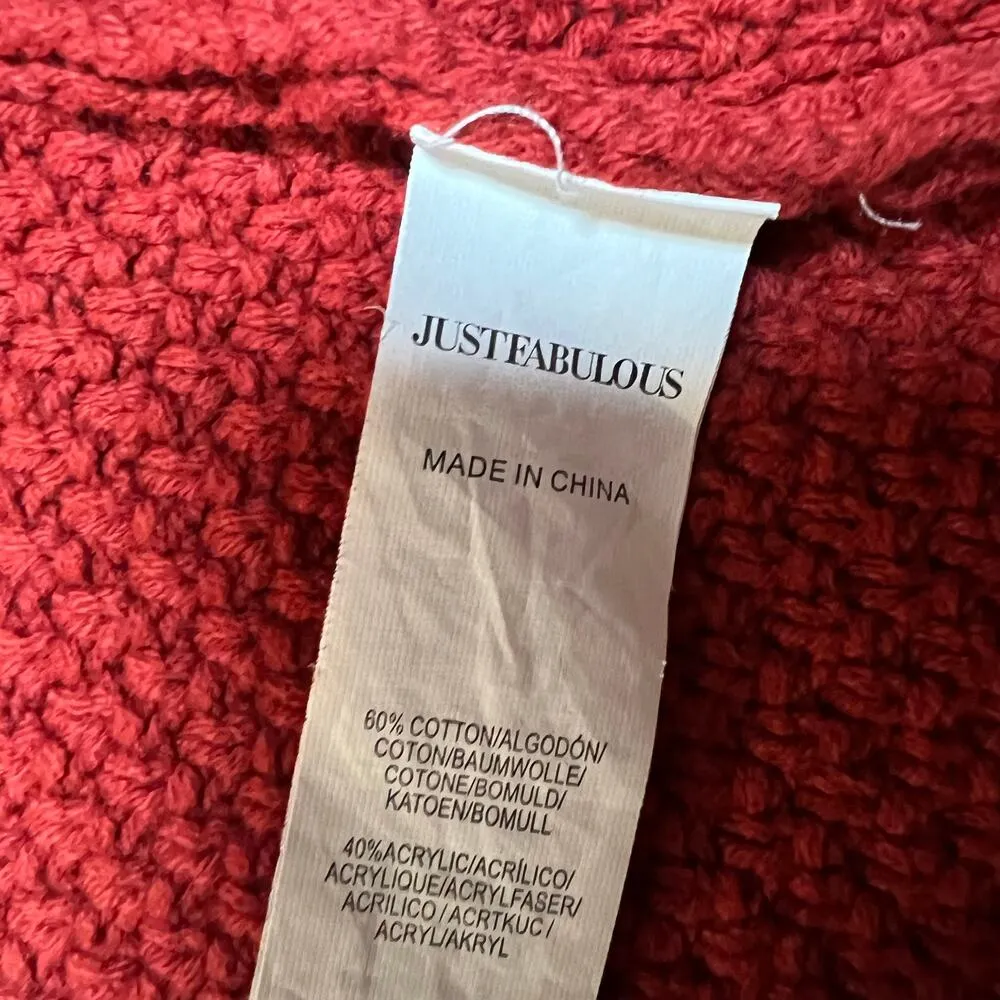 JUSTFABULOUS
MADE IN CHINA
60% COTTON/ALGODÓN/
COTON/BAUMWOLLE/
COTONE/BOMULD/
KATOEN/BOMULL
40%ACRYLIC/ACRÍLICO/
ACRYLIQUE/ACRYLFASER/
ACRILICO/ACRTKUC/
ACRYL/AKRYL